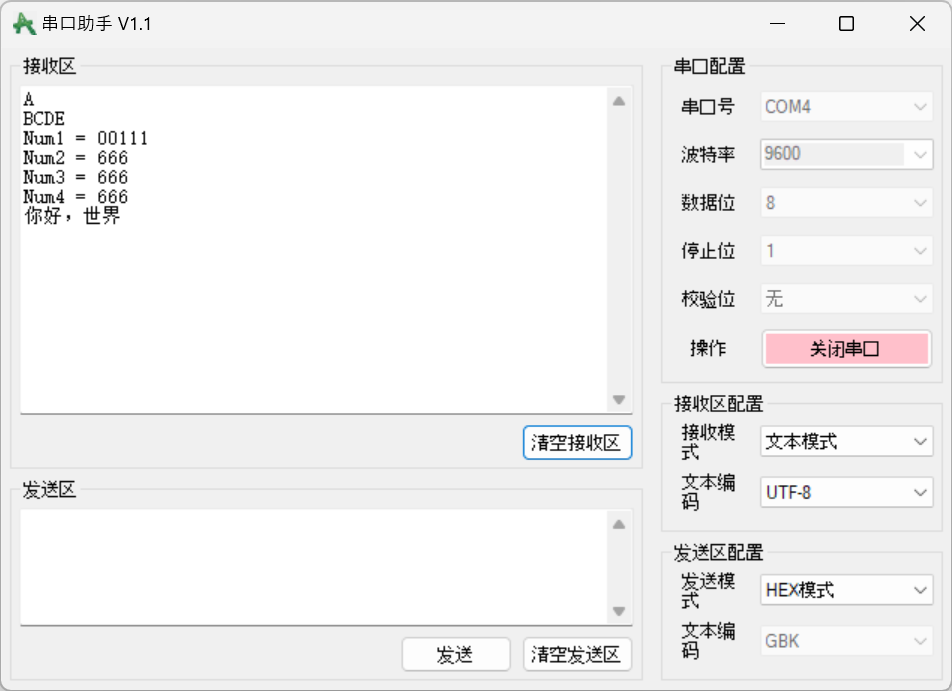 串口助手 V1.1
接收区
A
BCDE
Num1 = 00111
Num2 = 666
Num3 = 666
Num4 = 666
你好，世界
清空接收区
发送区
发送
清空发送区
串口配置
串口号 COM4
波特率 9600
数据位 8
停止位 1
校验位 无
操作 关闭串口
接收区配置
接收模式 文本模式
文本编码 UTF-8
发送区配置
发送模式 HEX模式
文本编码 GBK